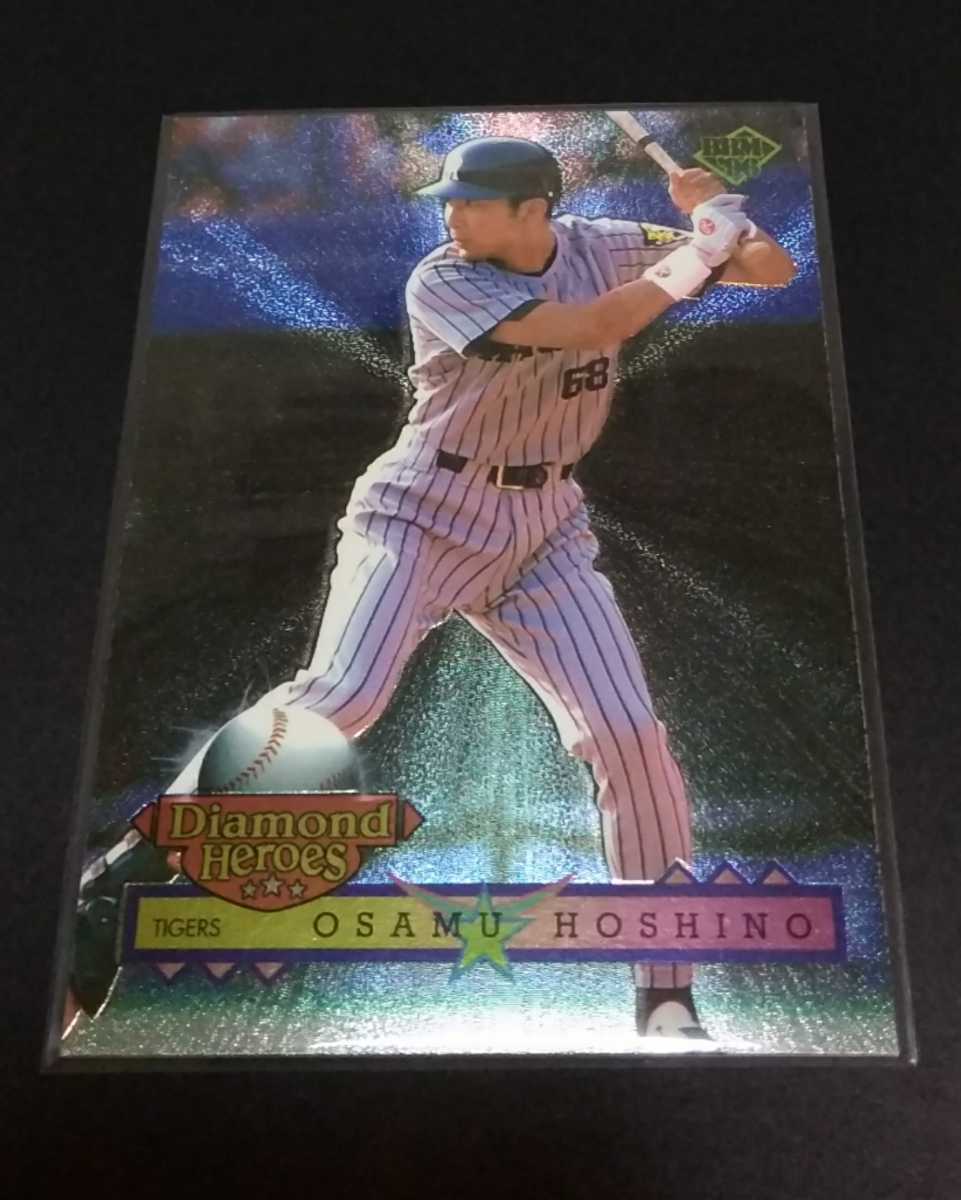 68
Diamond
Heroes
TIGERS OSAMU HOSHINO